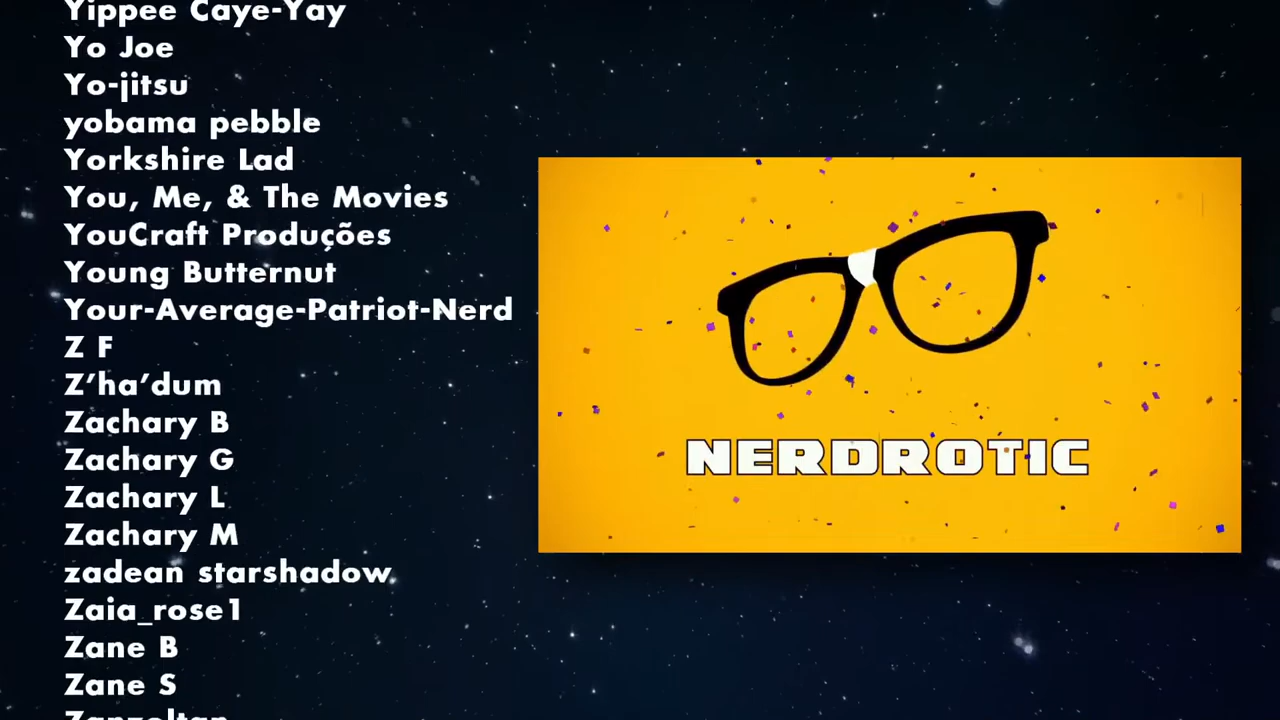 Yippee Caye-Yay
Yo Joe
Yo-jitsu
yobama pebble
Yorkshire Lad
You, Me, & The Movies
YouCraft Produções
Young Butternut
Your-Average-Patriot-Nerd
Z F
Z’ha’dum
Zachary B
Zachary G
Zachary L
Zachary M
zadean starshadow
Zaia_rose1
Zane B
Zane S
NERDROTIC